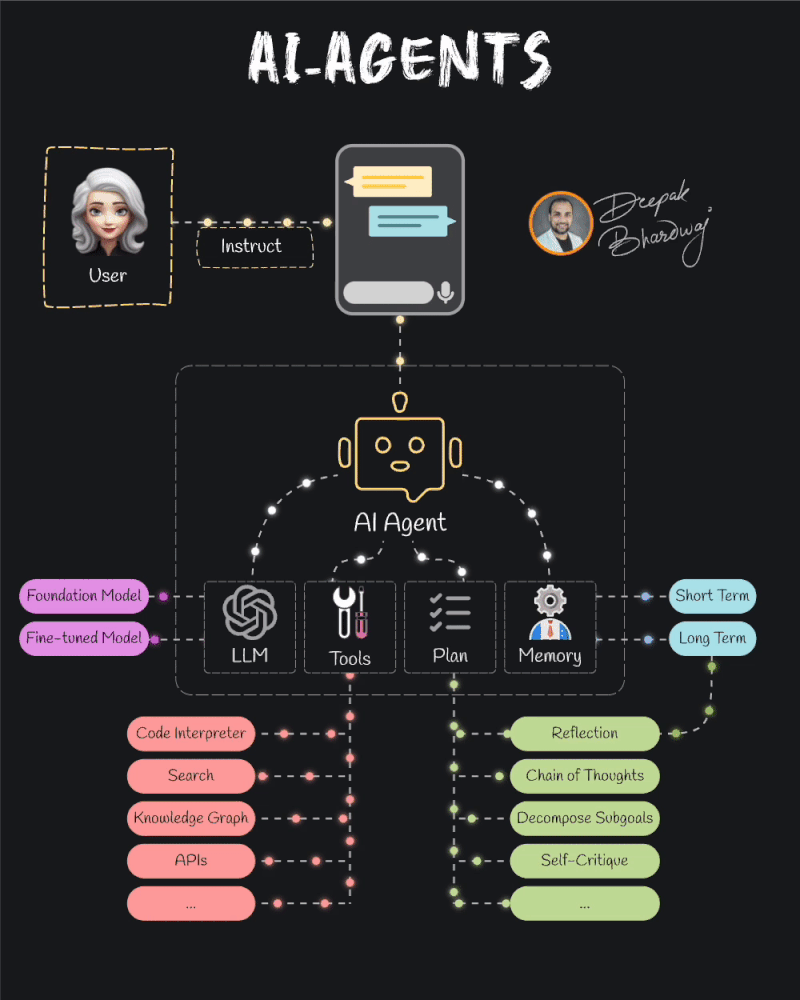 AI-AGENTS
User
Instruct
Deepak
Bhardwaj
AI Agent
Foundation Model
Fine-tuned Model
LLM
Tools
Plan
Memory
Short Term
Long Term
Code Interpreter
Search
Knowledge Graph
APIs
...
Reflection
Chain of Thoughts
Decompose Subgoals
Self-Critique
...